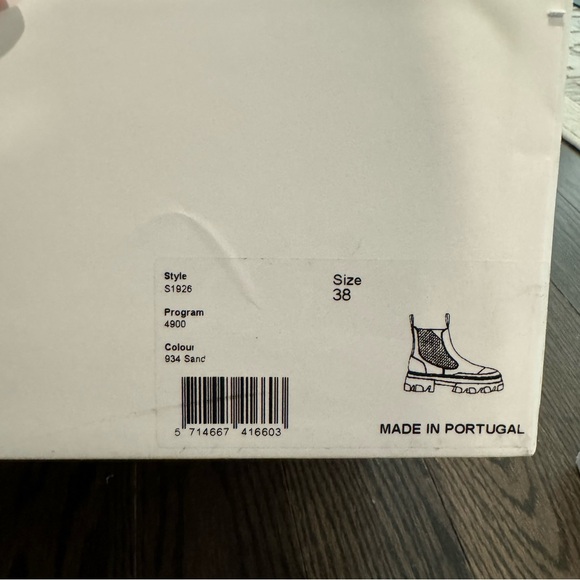 Style
S1926
Size
38
Program
4900
Colour
934 Sand
5 714667 416603
MADE IN PORTUGAL